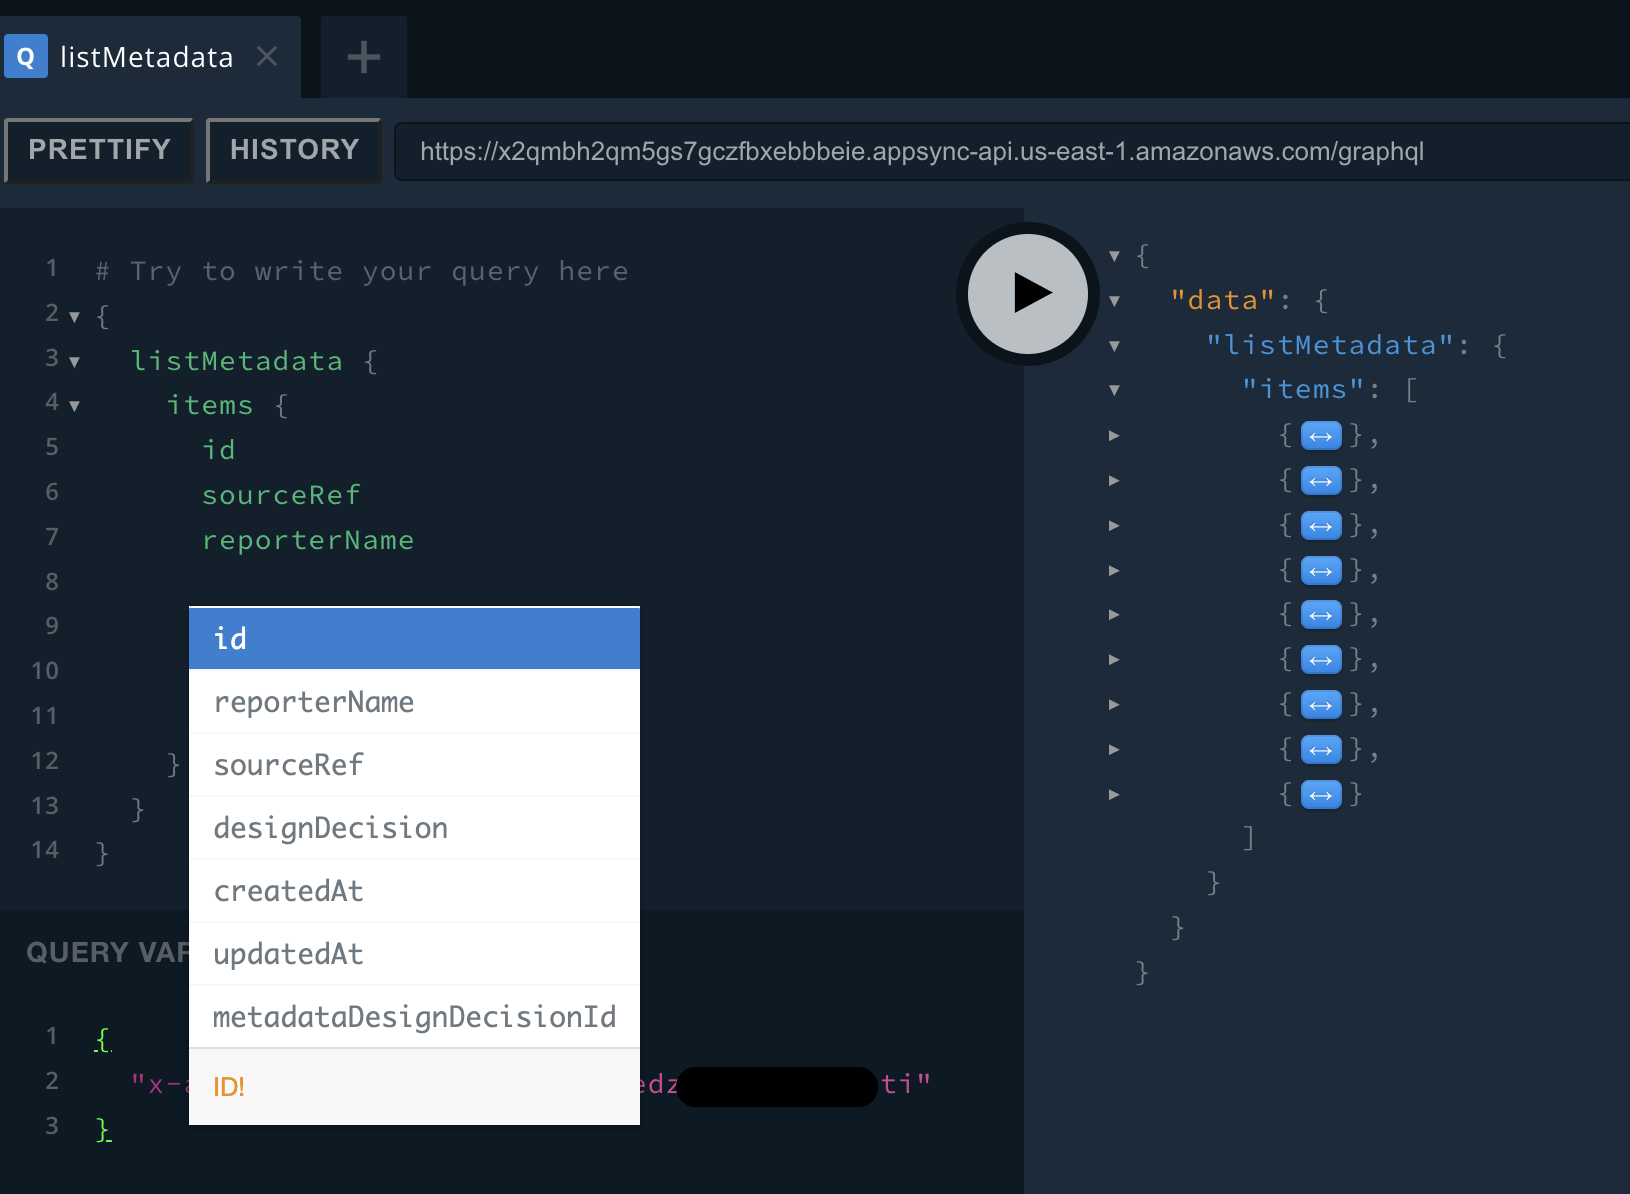 Q listMetadata
PRETTIFY HISTORY https://x2qmbh2qm5gs7gczfbxebbbeie.appsync-api.us-east-1.amazonaws.com/graphql
1 # Try to write your query here
2 {
3 listMetadata {
4 items {
5 id
6 sourceRef
7 reporterName
8
9
10
11
12 }
13 }
14 }
id
reporterName
sourceRef
designDecision
createdAt
updatedAt
metadataDesignDecisionId
ID!
QUERY VAR
1 {
2 "x-a edz ti"
3 }
{
"data": {
"listMetadata": {
"items": [
{↔},
{↔},
{↔},
{↔},
{↔},
{↔},
{↔},
{↔},
{↔}
]
}
}
}